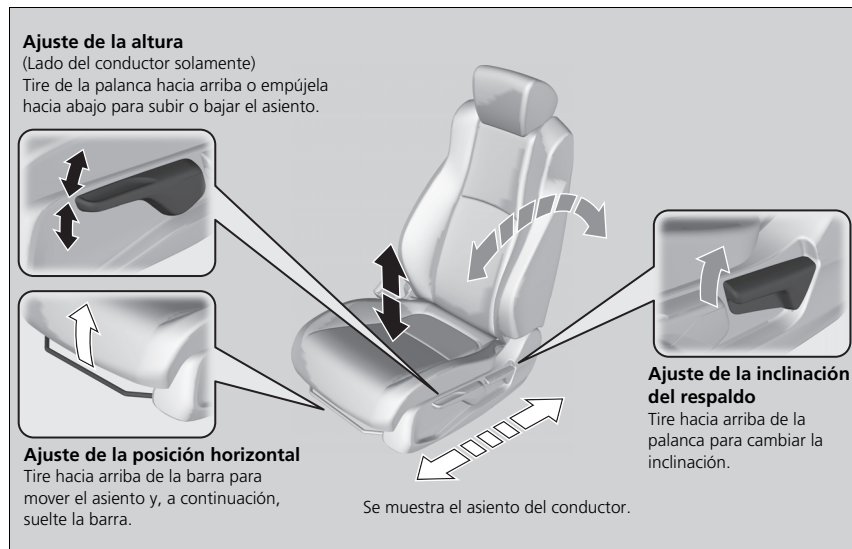 Ajuste de la altura
(Lado del conductor solamente)
Tire de la palanca hacia arriba o empújela
hacia abajo para subir o bajar el asiento.
Ajuste de la posición horizontal
Tire hacia arriba de la barra para
mover el asiento y, a continuación,
suelte la barra.
Se muestra el asiento del conductor.
Ajuste de la inclinación
del respaldo
Tire hacia arriba de la
palanca para cambiar la
inclinación.